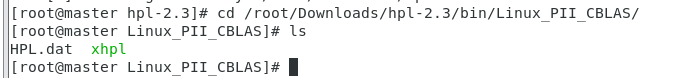 [root@master hpl-2.3]# cd /root/Downloads/hpl-2.3/bin/Linux_PII_CBLAS/
[root@master Linux_PII_CBLAS]# ls
HPL.dat  xhpl
[root@master Linux_PII_CBLAS]#